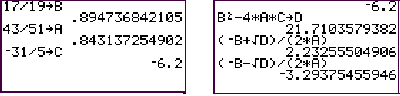 17/19→B
.894736842105
43/51→A
.843137254902
-31/5→C
-6.2
-6.2
B²-4*A*C→D
21.7103579382
(-B+√D)/(2*A)
2.23255504906
(-B-√D)/(2*A)
-3.29375455946